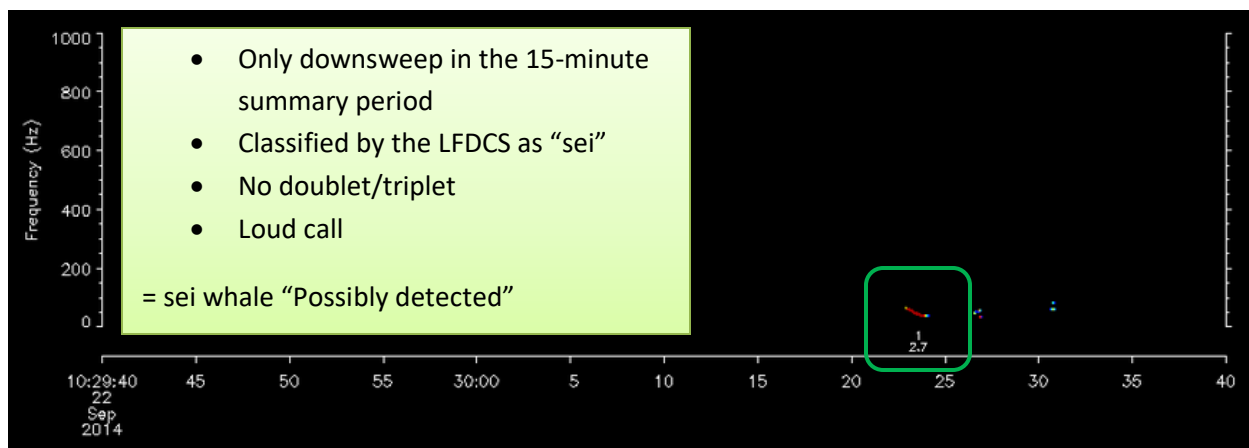 1000
800
600
400
200
0
Frequency (Hz)
• Only downsweep in the 15-minute
summary period
• Classified by the LFDCS as “sei”
• No doublet/triplet
• Loud call
= sei whale “Possibly detected”
1
2.7
10:29:40 45 50 55 30:00 5 10 15 20 25 30 35 40
22
Sep
2014